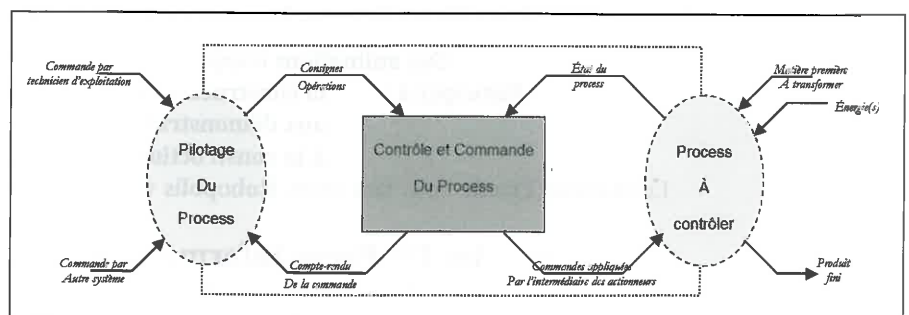 Commande par
technicien d'exploitation
Consignes
Opérations
État du
process
Matière première
À transformer
Énergie(s)
Pilotage
Du
Process
Contrôle et Commande
Du Process
Process
À
contrôler
Commande par
Autre système
Compte-rendu
De la commande
Commandes appliquées
Par l'intermédiaire des actionneurs
Produit
fini